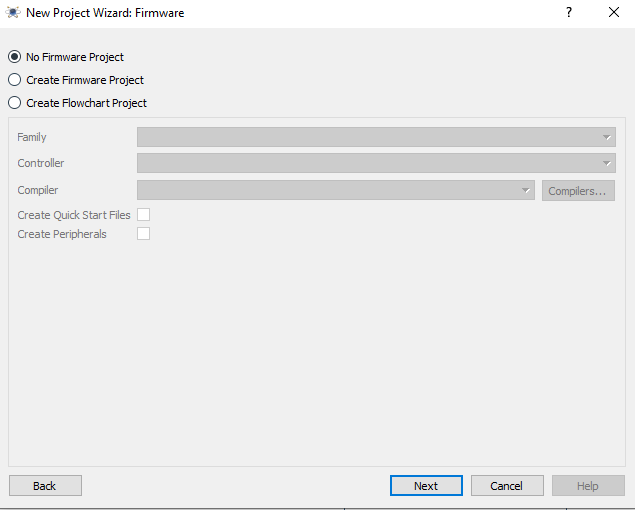 New Project Wizard: Firmware
No Firmware Project
Create Firmware Project
Create Flowchart Project
Family
Controller
Compiler
Compilers...
Create Quick Start Files
Create Peripherals
Back
Next
Cancel
Help